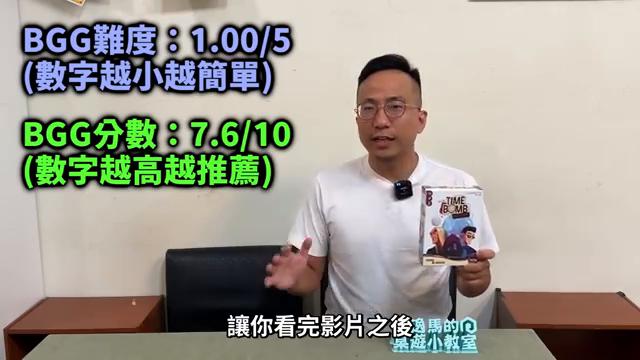 BGG難度：1.00/5
(數字越小越簡單)
BGG分數：7.6/10
(數字越高越推薦)
TIME
BOMB
讓你看完影片之後
馬的
桌遊小教室